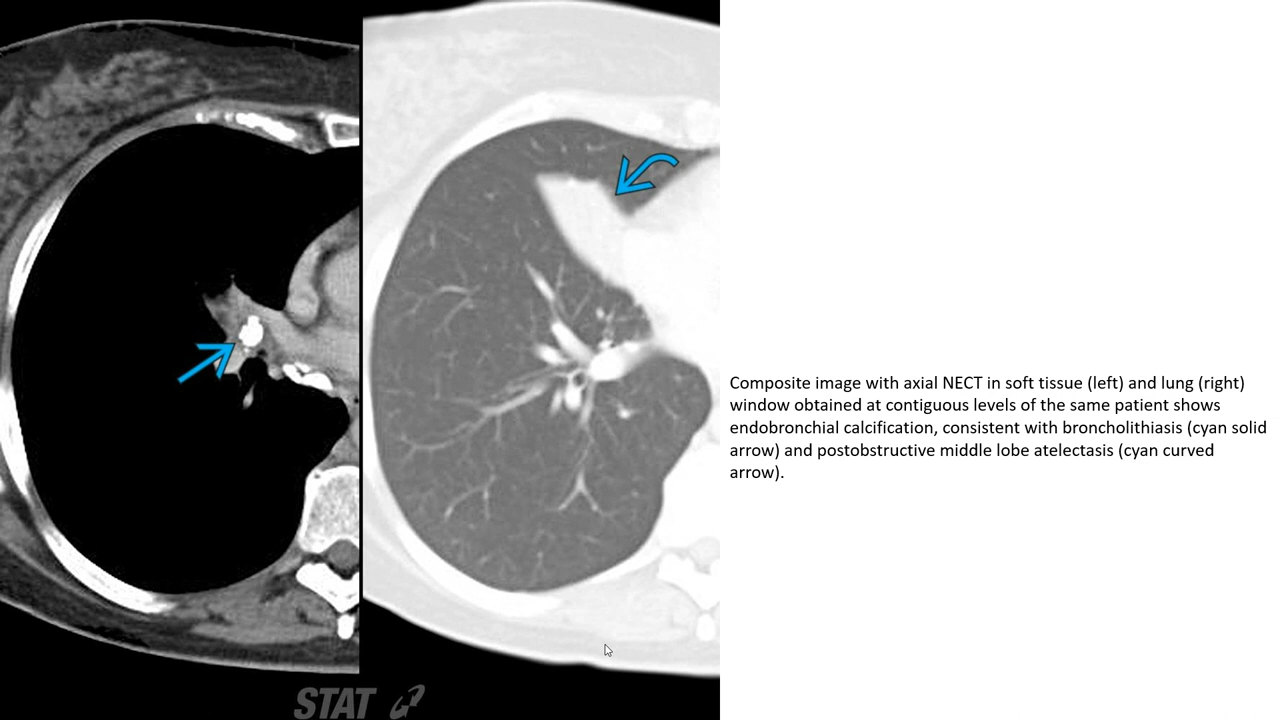 Composite image with axial NECT in soft tissue (left) and lung (right)
window obtained at contiguous levels of the same patient shows
endobronchial calcification, consistent with broncholithiasis (cyan solid
arrow) and postobstructive middle lobe atelectasis (cyan curved
arrow).
STAT